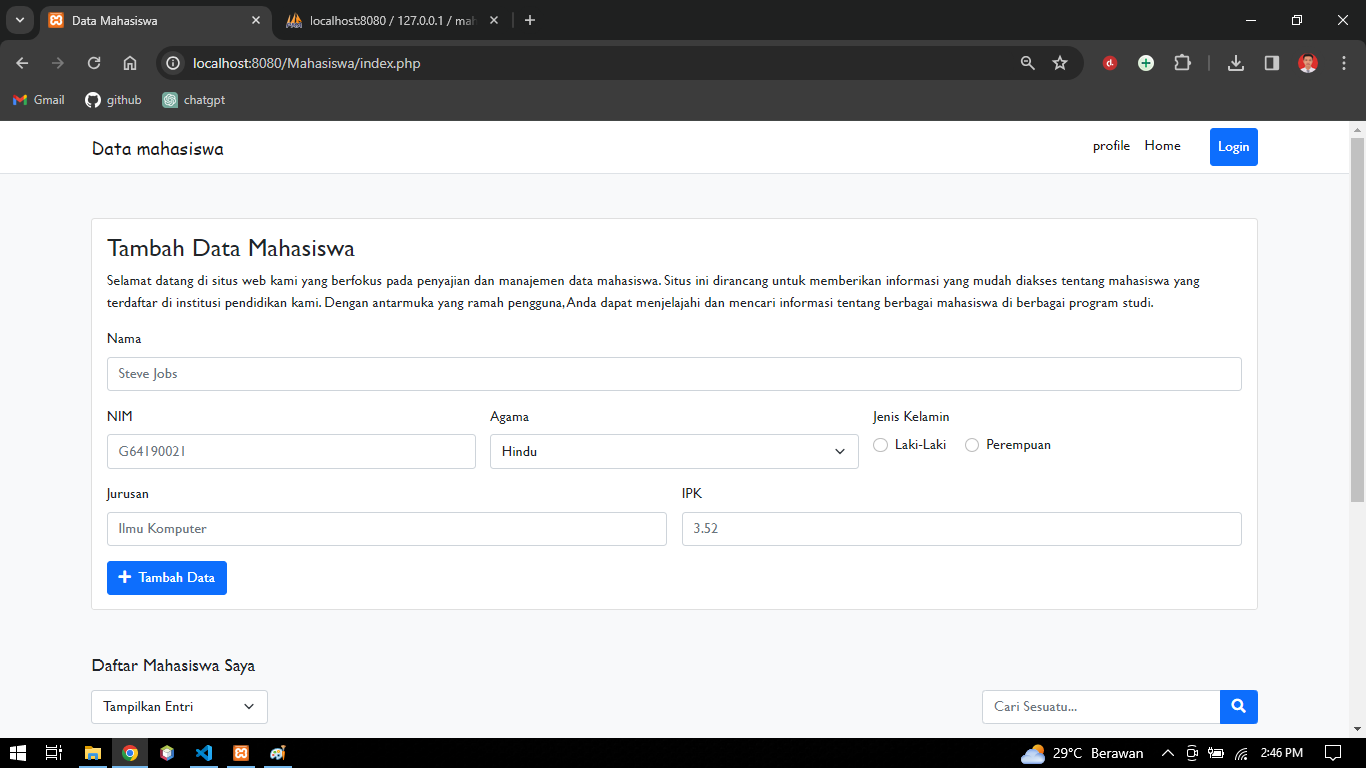 Data Mahasiswa
localhost:8080 / 127.0.0.1 / mah
localhost:8080/Mahasiswa/index.php
Gmail
github
chatgpt
Data mahasiswa
profile
Home
Login
Tambah Data Mahasiswa
Selamat datang di situs web kami yang berfokus pada penyajian dan manajemen data mahasiswa. Situs ini dirancang untuk memberikan informasi yang mudah diakses tentang mahasiswa yang
terdaftar di institusi pendidikan kami. Dengan antarmuka yang ramah pengguna, Anda dapat menjelajahi dan mencari informasi tentang berbagai mahasiswa di berbagai program studi.
Nama
Steve Jobs
NIM
Agama
Jenis Kelamin
G64190021
Hindu
Laki-Laki
Perempuan
Jurusan
IPK
Ilmu Komputer
3.52
Tambah Data
Daftar Mahasiswa Saya
Tampilkan Entri
Cari Sesuatu...
29°C Berawan
2:46 PM